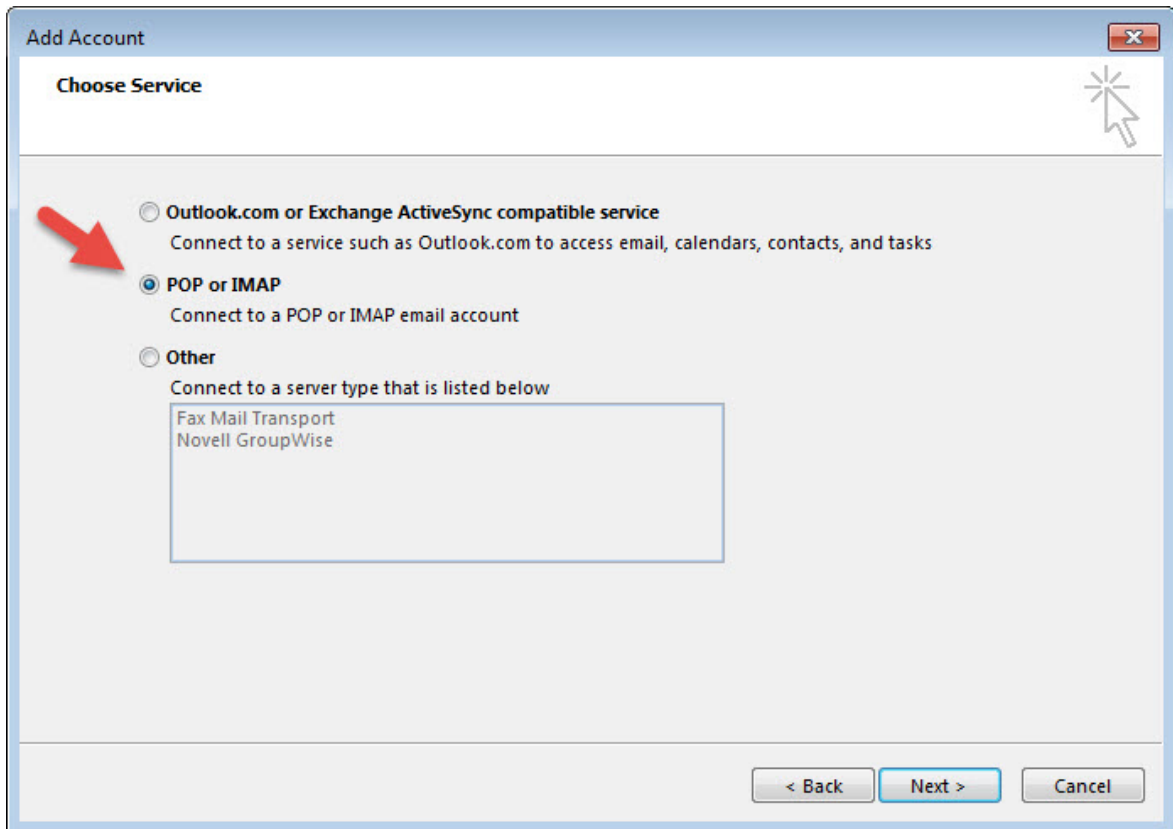 Add Account
Choose Service
Outlook.com or Exchange ActiveSync compatible service
Connect to a service such as Outlook.com to access email, calendars, contacts, and tasks
POP or IMAP
Connect to a POP or IMAP email account
Other
Connect to a server type that is listed below
Fax Mail Transport
Novell GroupWise
< Back Next > Cancel